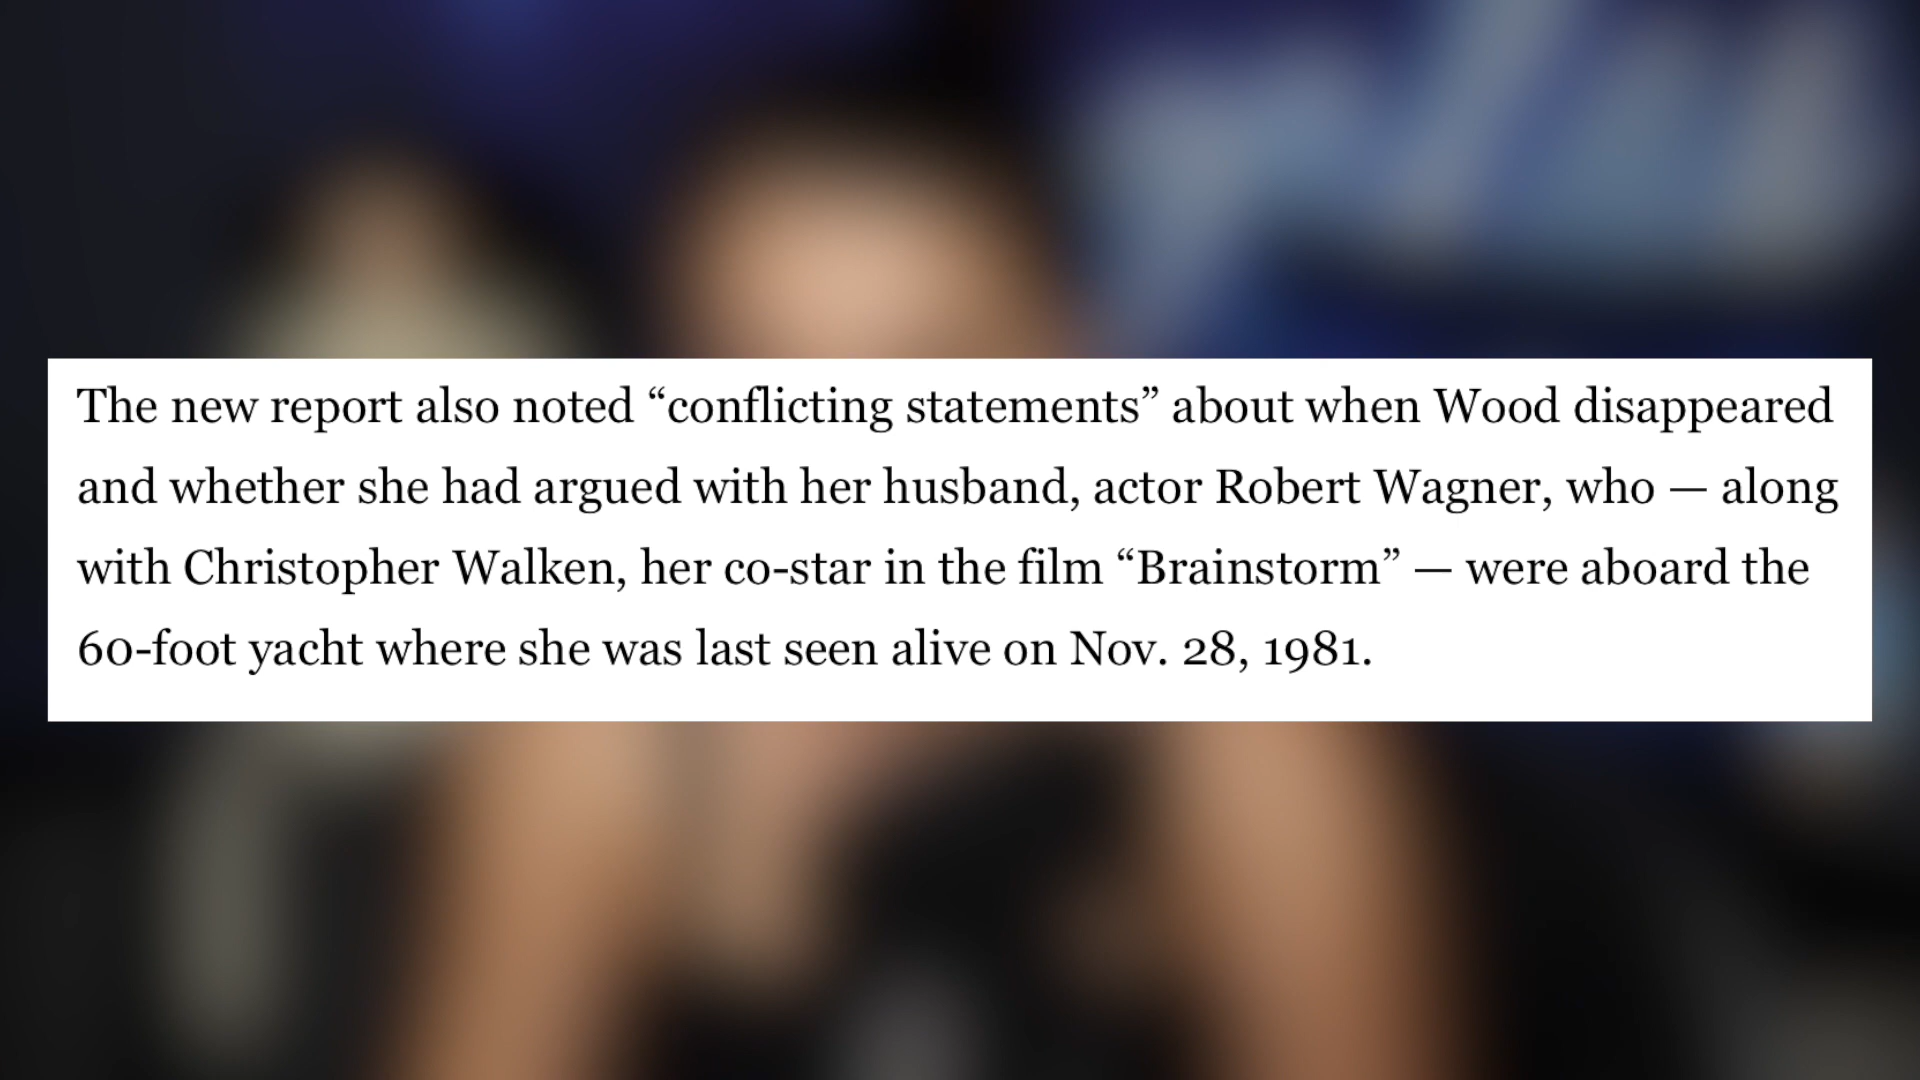 The new report also noted “conflicting statements” about when Wood disappeared
and whether she had argued with her husband, actor Robert Wagner, who — along
with Christopher Walken, her co-star in the film “Brainstorm” — were aboard the
60-foot yacht where she was last seen alive on Nov. 28, 1981.